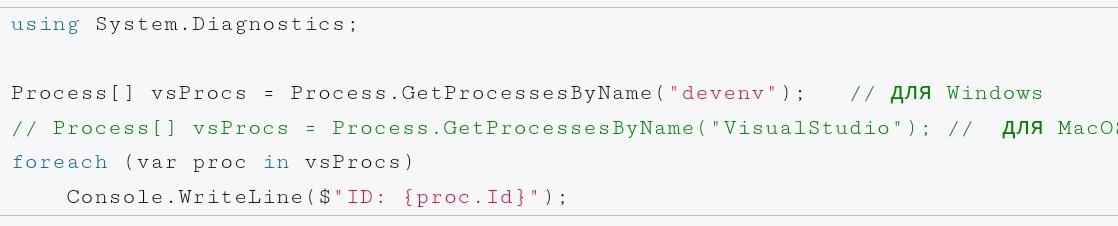 using System.Diagnostics;
Process[] vsProcs = Process.GetProcessesByName("devenv");   // для Windows
// Process[] vsProcs = Process.GetProcessesByName("VisualStudio"); //  для MacOS
foreach (var proc in vsProcs)
    Console.WriteLine($"ID: {proc.Id}");